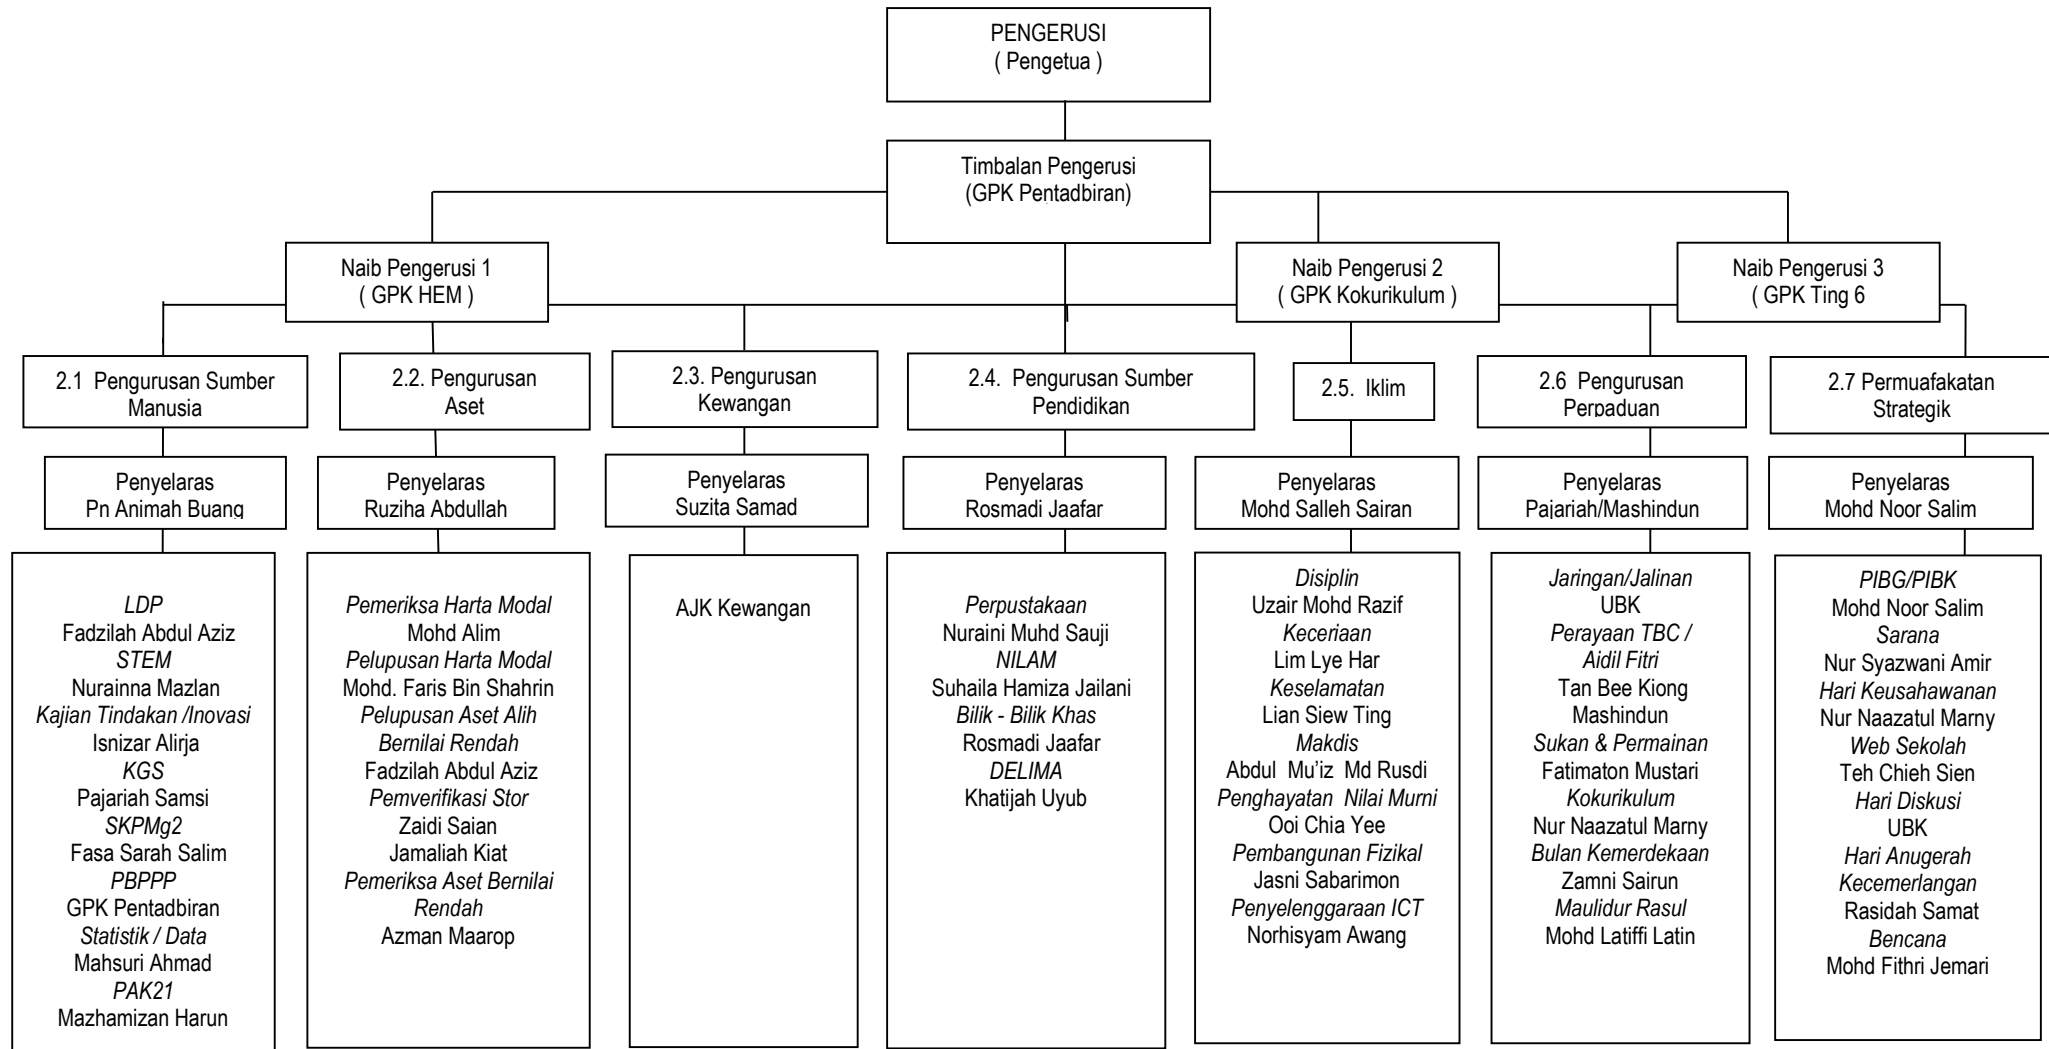 PENGERUSI
( Pengetua )
Timbalan Pengerusi
(GPK Pentadbiran)
Naib Pengerusi 1
( GPK HEM )
Naib Pengerusi 2
( GPK Kokurikulum )
Naib Pengerusi 3
( GPK Ting 6
2.1 Pengurusan Sumber
Manusia
2.2. Pengurusan
Aset
2.3. Pengurusan
Kewangan
2.4. Pengurusan Sumber
Pendidikan
2.5. Iklim
2.6 Pengurusan
Perpaduan
2.7 Permuafakatan
Strategik
Penyelaras
Pn Animah Buang
Penyelaras
Ruziha Abdullah
Penyelaras
Suzita Samad
Penyelaras
Rosmadi Jaafar
Penyelaras
Mohd Salleh Sairan
Penyelaras
Pajariah/Mashindun
Penyelaras
Mohd Noor Salim
LDP
Fadzilah Abdul Aziz
STEM
Nurainna Mazlan
Kajian Tindakan /Inovasi
Isnizar Alirja
KGS
Pajariah Samsi
SKPMg2
Fasa Sarah Salim
PBPPP
GPK Pentadbiran
Statistik / Data
Mahsuri Ahmad
PAK21
Mazhamizan Harun
Pemeriksa Harta Modal
Mohd Alim
Pelupusan Harta Modal
Mohd. Faris Bin Shahrin
Pelupusan Aset Alih
Bernilai Rendah
Fadzilah Abdul Aziz
Pemverifikasi Stor
Zaidi Saian
Jamaliah Kiat
Pemeriksa Aset Bernilai
Rendah
Azman Maarop
AJK Kewangan
Perpustakaan
Nuraini Muhd Sauji
NILAM
Suhaila Hamiza Jailani
Bilik - Bilik Khas
Rosmadi Jaafar
DELIMA
Khatijah Uyub
Disiplin
Uzair Mohd Razif
Keceriaan
Lim Lye Har
Keselamatan
Lian Siew Ting
Makdis
Abdul Mu’iz Md Rusdi
Penghayatan Nilai Murni
Ooi Chia Yee
Pembangunan Fizikal
Jasni Sabarimon
Penyelenggaraan ICT
Norhisyam Awang
Jaringan/Jalinan
UBK
Perayaan TBC /
Aidil Fitri
Tan Bee Kiong
Mashindun
Sukan & Permainan
Fatimaton Mustari
Kokurikulum
Nur Naazatul Marny
Bulan Kemerdekaan
Zamni Sairun
Maulidur Rasul
Mohd Latiffi Latin
PIBG/PIBK
Mohd Noor Salim
Sarana
Nur Syazwani Amir
Hari Keusahawanan
Nur Naazatul Marny
Web Sekolah
Teh Chieh Sien
Hari Diskusi
UBK
Hari Anugerah
Kecemerlangan
Rasidah Samat
Bencana
Mohd Fithri Jemari